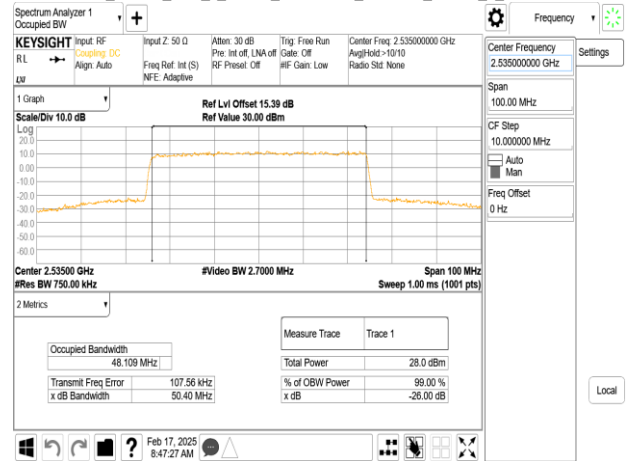 Spectrum Analyzer 1
Occupied BW
Frequency
KEYSIGHT
RL
LXI
Input: RF
Coupling: DC
Align: Auto
Input Z: 50 Ω
Freq Ref: Int (S)
NFE: Adaptive
Atten: 30 dB
Pre: Int off, LNA off
RF Preset: Off
Trig: Free Run
Gate: Off
#IF Gain: Low
Center Freq: 2.535000000 GHz
Avg|Hold:>10/10
Radio Std: None
Center Frequency
2.535000000 GHz
Settings
Span
100.00 MHz
CF Step
10.000000 MHz
Auto
Man
Freq Offset
0 Hz
1 Graph
Scale/Div 10.0 dB
Ref Lvl Offset 15.39 dB
Ref Value 30.00 dBm
Log
20.0
10.0
0.00
-10.0
-20.0
-30.0
-40.0
-50.0
-60.0
Center 2.53500 GHz
#Video BW 2.7000 MHz
Span 100 MHz
#Res BW 750.00 kHz
Sweep 1.00 ms (1001 pts)
2 Metrics
Measure Trace Trace 1
Occupied Bandwidth
48.109 MHz
Total Power 28.0 dBm
Transmit Freq Error 107.56 kHz
% of OBW Power 99.00 %
x dB Bandwidth 50.40 MHz
x dB -26.00 dB
Local
?
Feb 17, 2025
8:47:27 AM